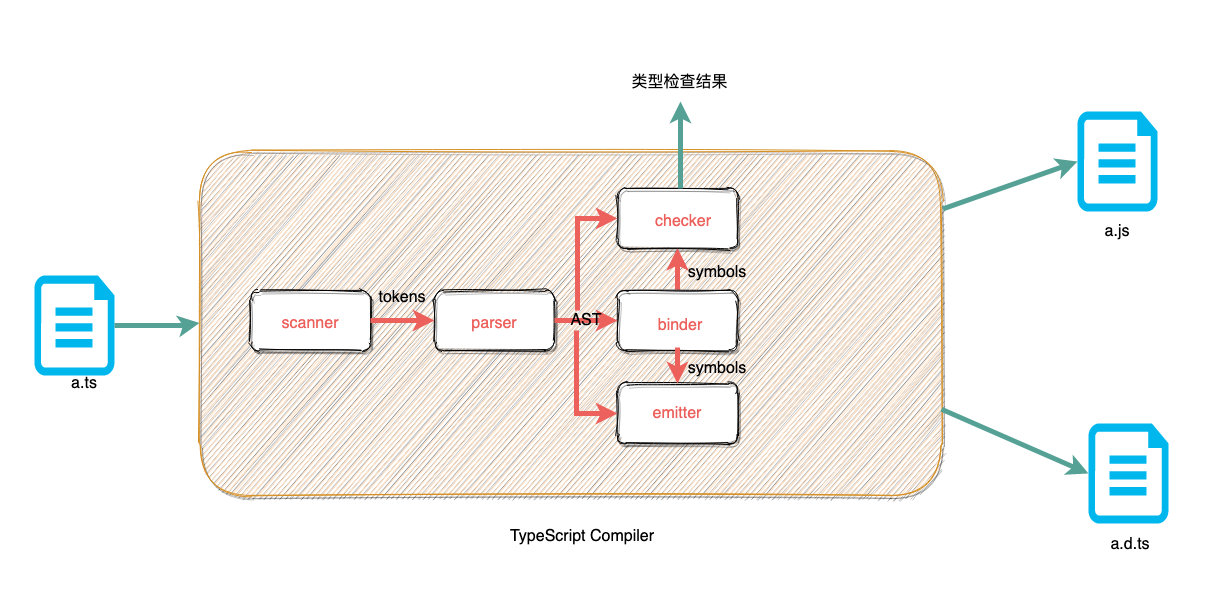 类型检查结果
checker
a.js
symbols
tokens
scanner
parser
AST
binder
symbols
a.ts
emitter
TypeScript Compiler
a.d.ts